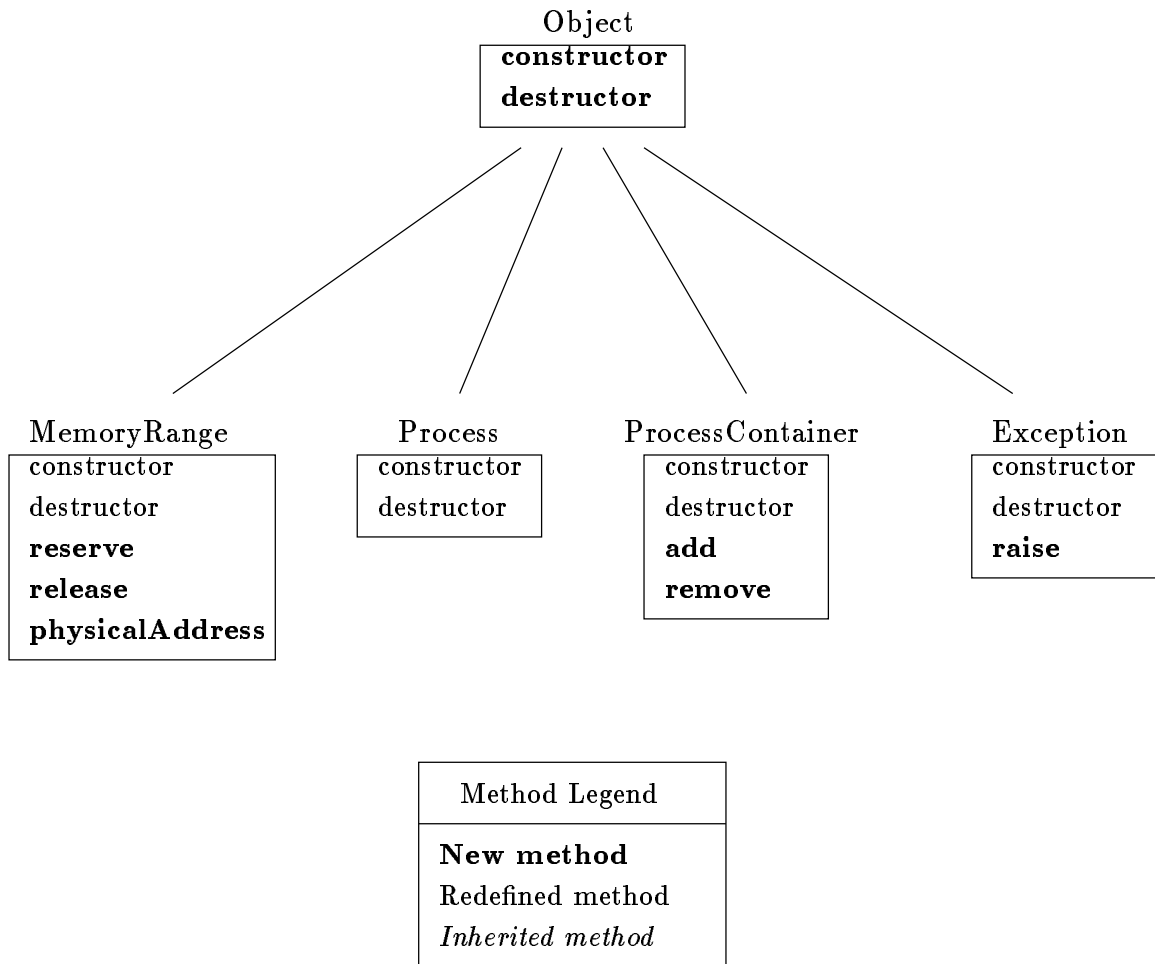 Object
constructor
destructor
MemoryRange
constructor
destructor
reserve
release
physicalAddress
Process
constructor
destructor
ProcessContainer
constructor
destructor
add
remove
Exception
constructor
destructor
raise
Method Legend
New method
Redefined method
Inherited method